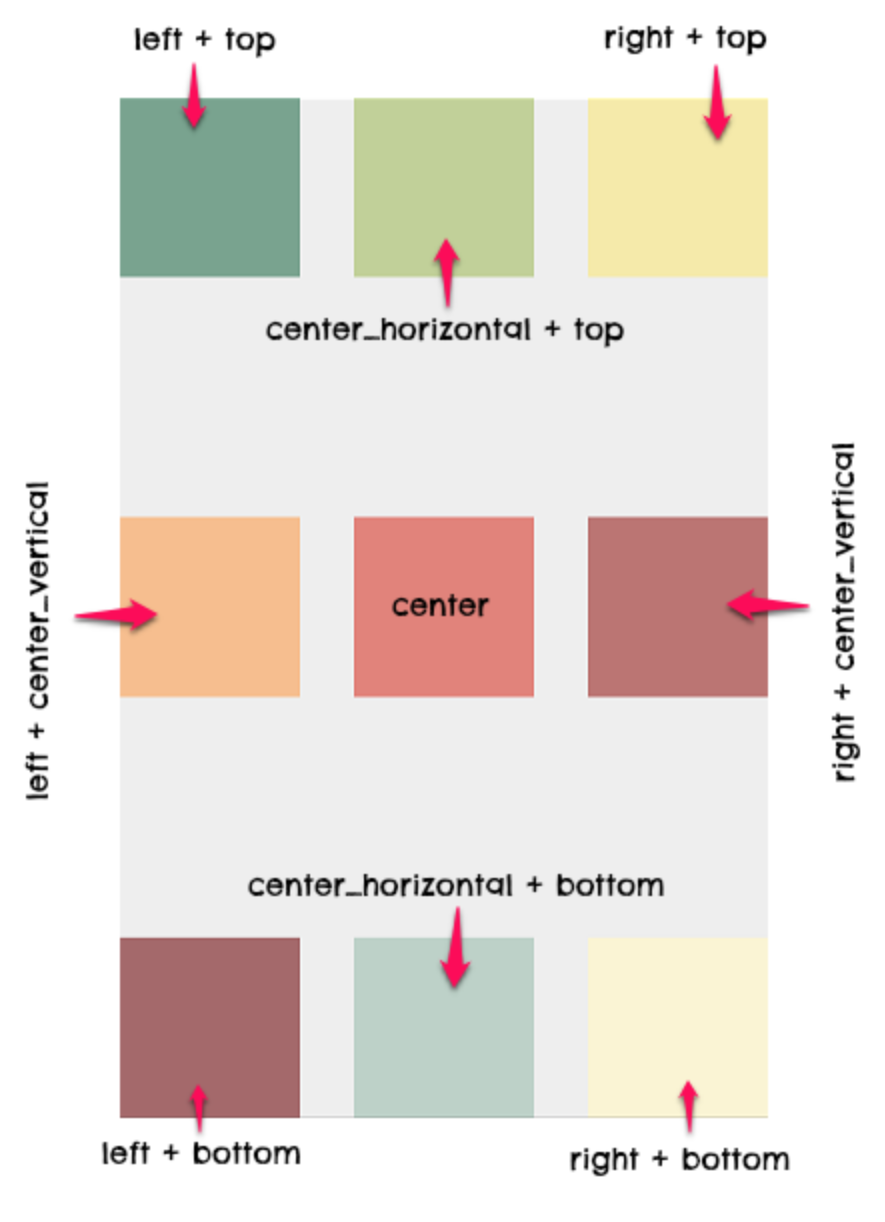 left + top
right + top
center_horizontal + top
left + center_vertical
center
right + center_vertical
center_horizontal + bottom
left + bottom
right + bottom